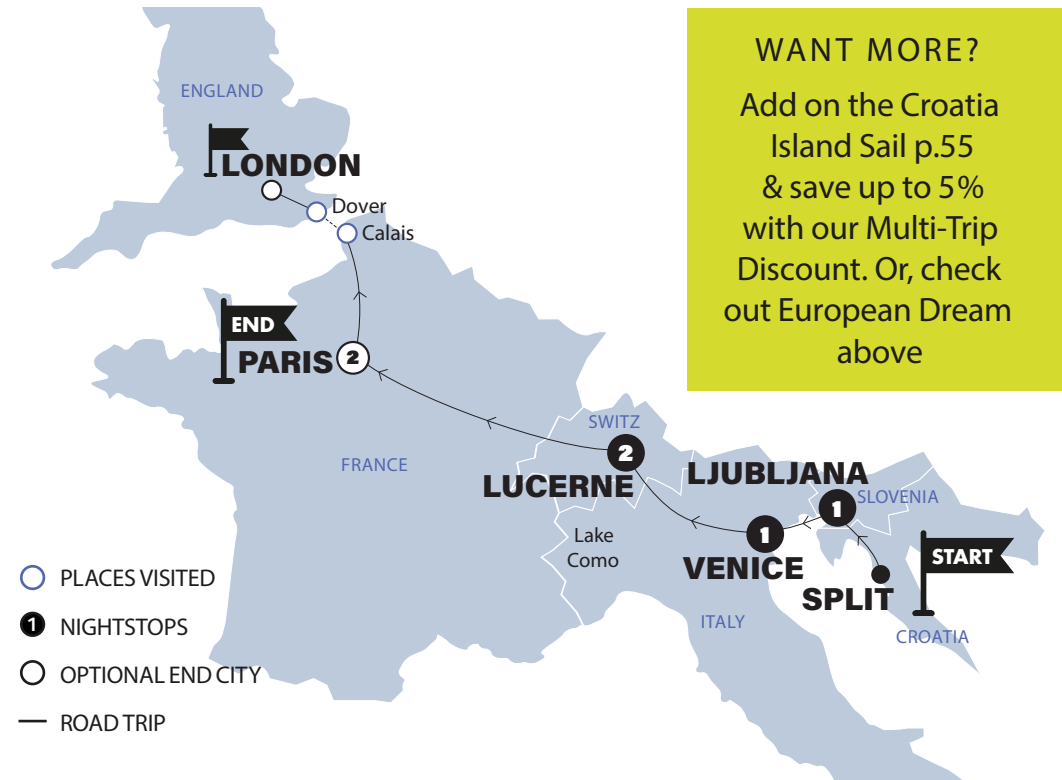 WANT MORE?
Add on the Croatia
Island Sail p.55
& save up to 5%
with our Multi-Trip
Discount. Or, check
out European Dream
above
ENGLAND
LONDON
Dover
Calais
END
PARIS
2
SWITZ
2
LUCERNE
FRANCE
LJUBLJANA
SLOVENIA
1
1
VENICE
Lake
Como
START
SPLIT
ITALY
CROATIA
PLACES VISITED
1 NIGHTSTOPS
OPTIONAL END CITY
ROAD TRIP